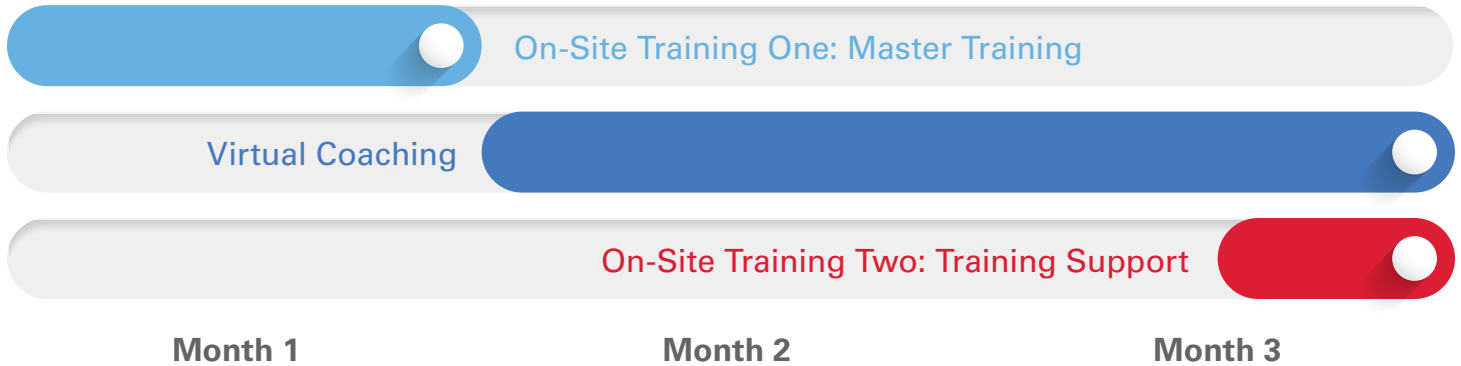 On-Site Training One: Master Training
Virtual Coaching
On-Site Training Two: Training Support
Month 1 Month 2 Month 3